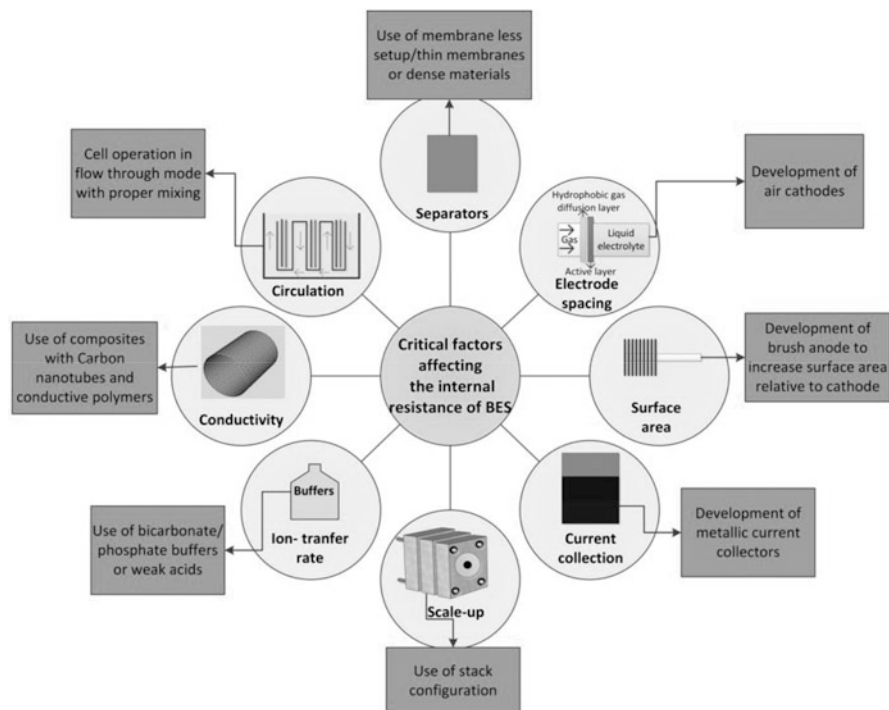 Use of membrane less
setup/thin membranes
or dense materials
Separators
Cell operation in
flow through mode
with proper mixing
Circulation
Hydrophobic gas
diffusion layer
Gas
Liquid
electrolyte
Active layer
Electrode
spacing
Development of
air cathodes
Critical factors
affecting
the internal
resistance of BES
Use of composites
with Carbon
nanotubes and
conductive polymers
Conductivity
Surface
area
Development of
brush anode to
increase surface area
relative to cathode
Buffers
Ion- tranfer
rate
Use of bicarbonate/
phosphate buffers
or weak acids
Current
collection
Development of
metallic current
collectors
Scale-up
Use of stack
configuration